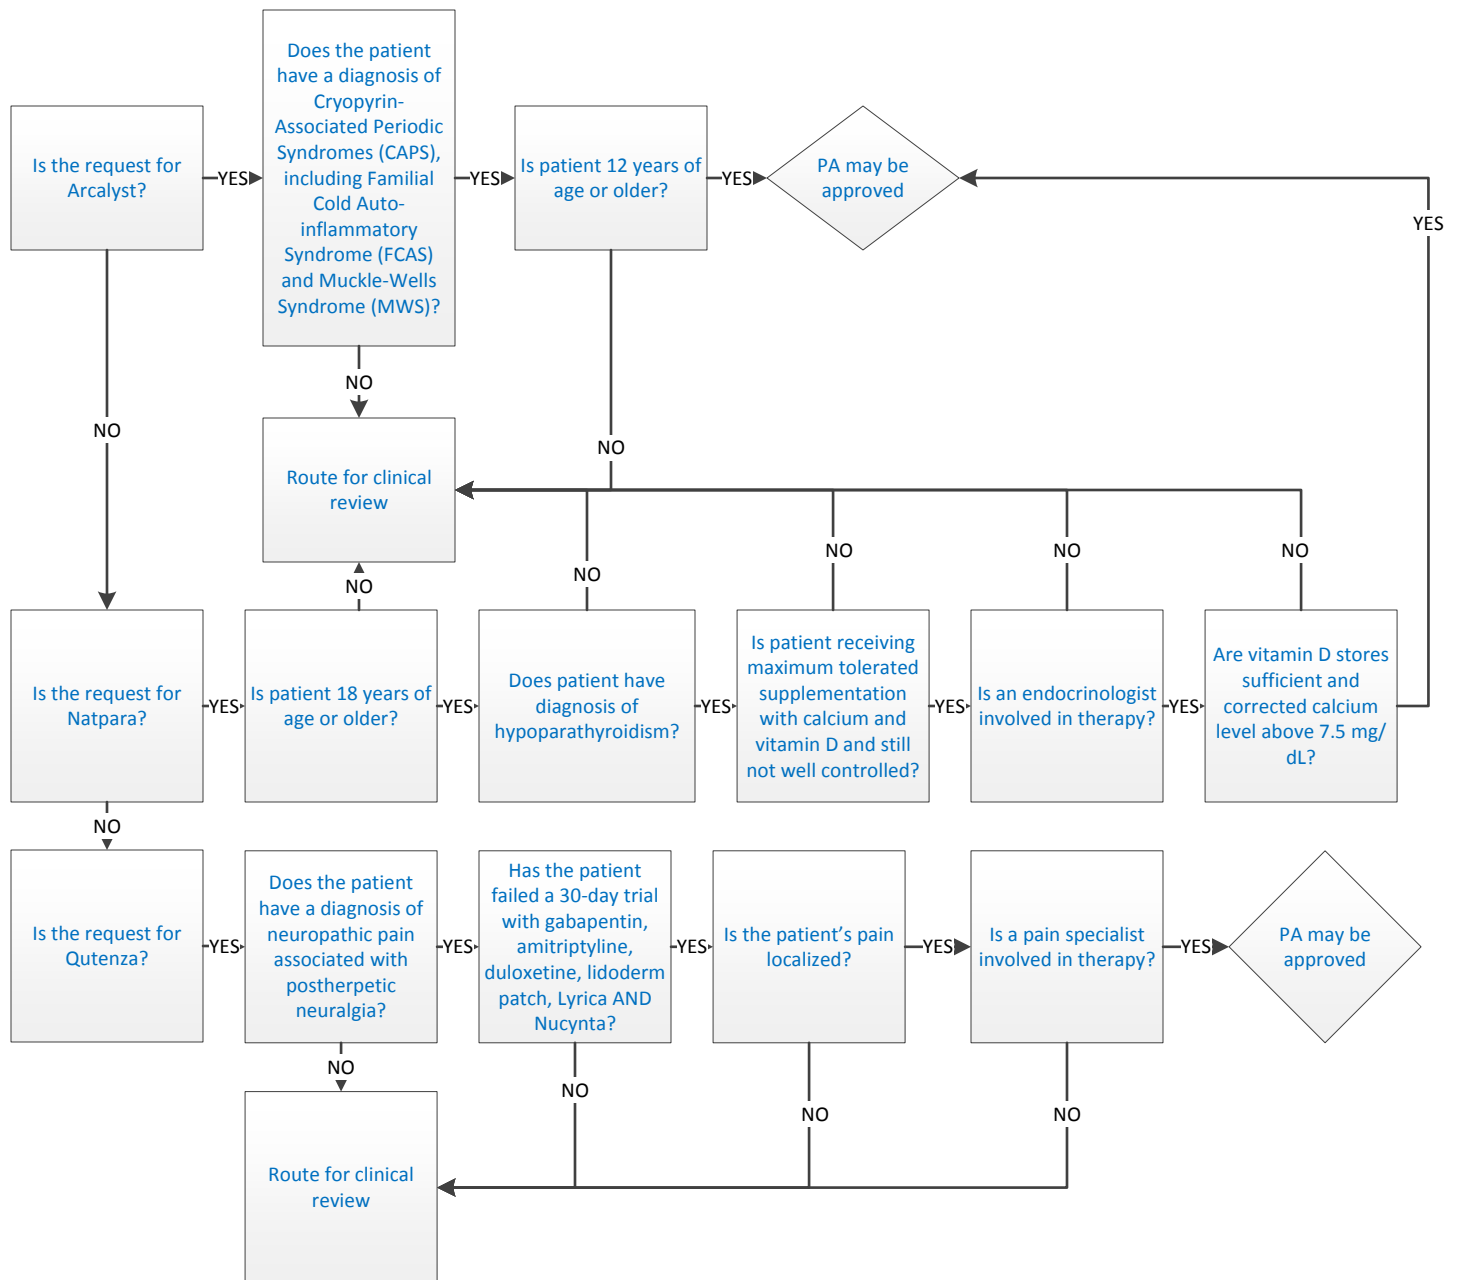 Is the request for
Arcalyst?
YES
Does the patient
have a diagnosis of
Cryopyrin-
Associated Periodic
Syndromes (CAPS),
including Familial
Cold Auto-
inflammatory
Syndrome (FCAS)
and Muckle-Wells
Syndrome (MWS)?
YES
Is patient 12 years of
age or older?
YES
PA may be
approved
YES
NO
NO
NO
Route for clinical
review
NO
NO
NO
NO
NO
Is the request for
Natpara?
YES
Is patient 18 years of
age or older?
YES
Does patient have
diagnosis of
hypoparathyroidism?
YES
Is patient receiving
maximum tolerated
supplementation
with calcium and
vitamin D and still
not well controlled?
YES
Is an endocrinologist
involved in therapy?
YES
Are vitamin D stores
sufficient and
corrected calcium
level above 7.5 mg/
dL?
NO
Is the request for
Qutenza?
YES
Does the patient
have a diagnosis of
neuropathic pain
associated with
postherpetic
neuralgia?
YES
Has the patient
failed a 30-day trial
with gabapentin,
amitriptyline,
duloxetine, lidoderm
patch, Lyrica AND
Nucynta?
YES
Is the patient’s pain
localized?
YES
Is a pain specialist
involved in therapy?
YES
PA may be
approved
NO
NO
NO
NO
Route for clinical
review